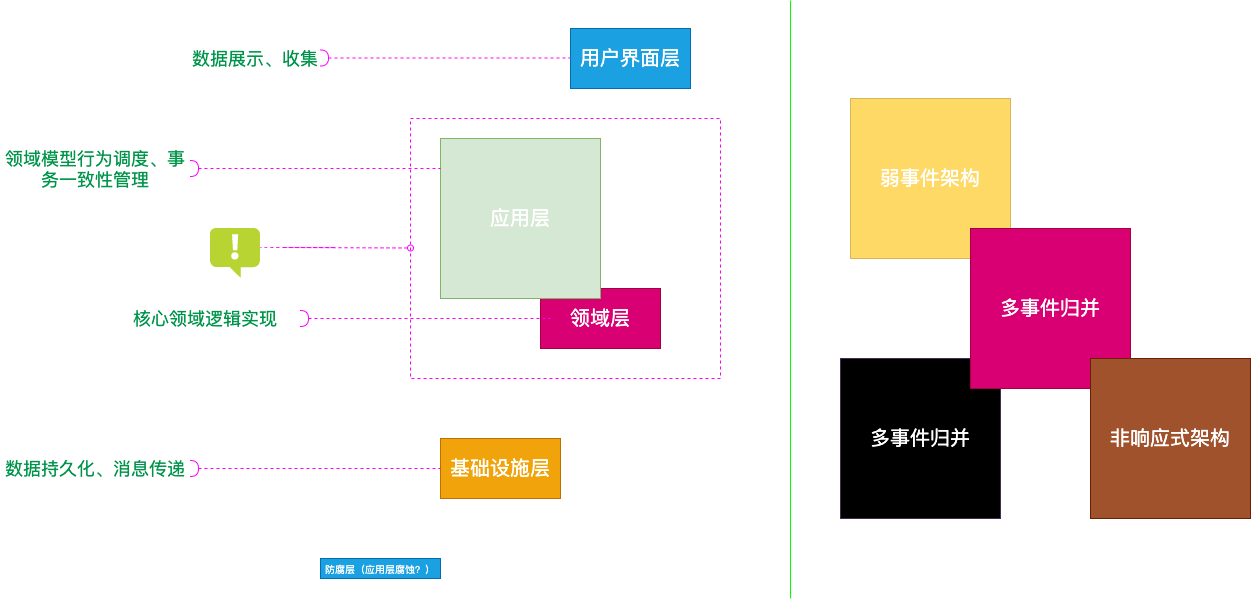 数据展示、收集
用户界面层
领域模型行为调度、事
务一致性管理
应用层
!
核心领域逻辑实现
领域层
数据持久化、消息传递
基础设施层
防腐层（应用层腐蚀？）
弱事件架构
多事件归并
多事件归并
非响应式架构